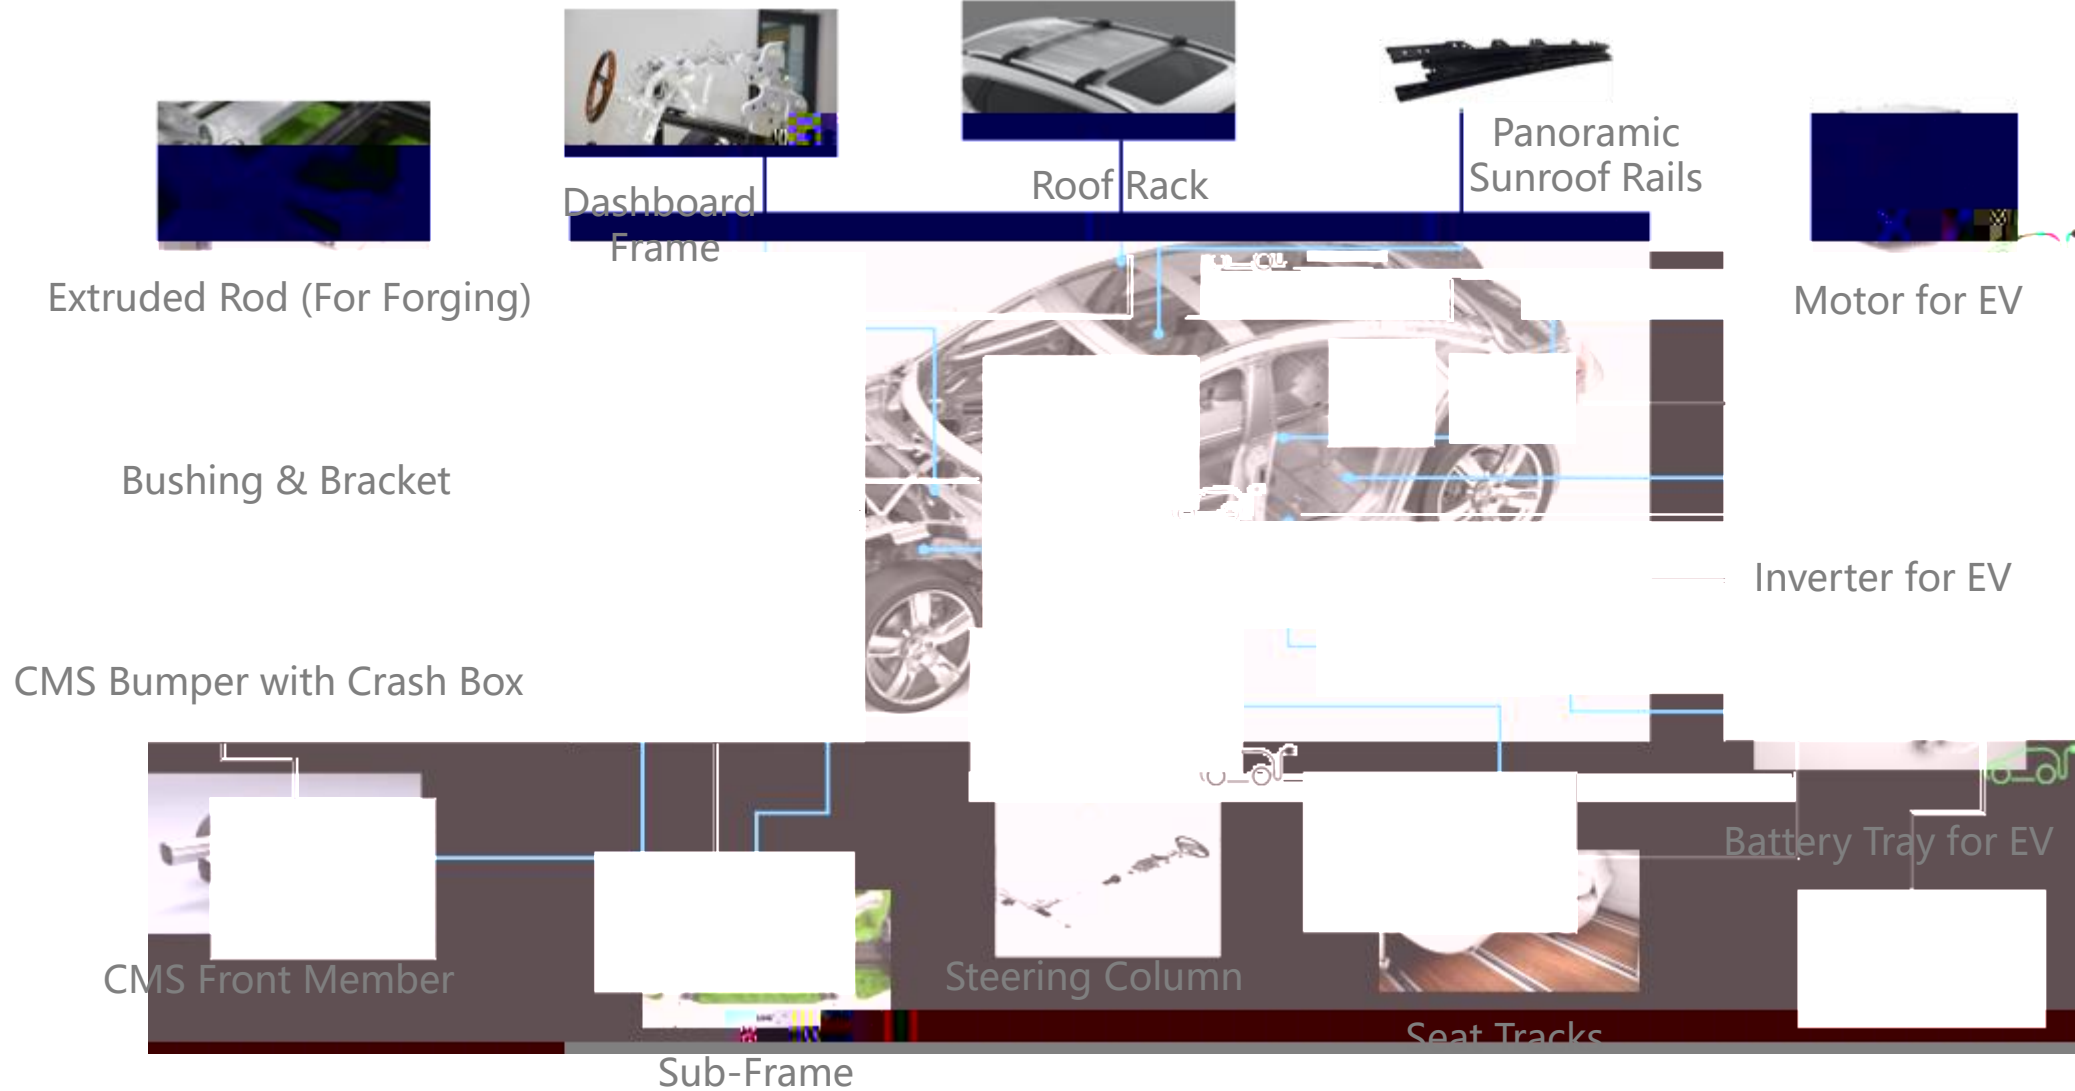 Panoramic
Sunroof Rails
Roof Rack
Dashboard
Frame
Extruded Rod (For Forging)
Motor for EV
Bushing & Bracket
Inverter for EV
CMS Bumper with Crash Box
Battery Tray for EV
CMS Front Member
Steering Column
Seat Tracks
Sub-Frame